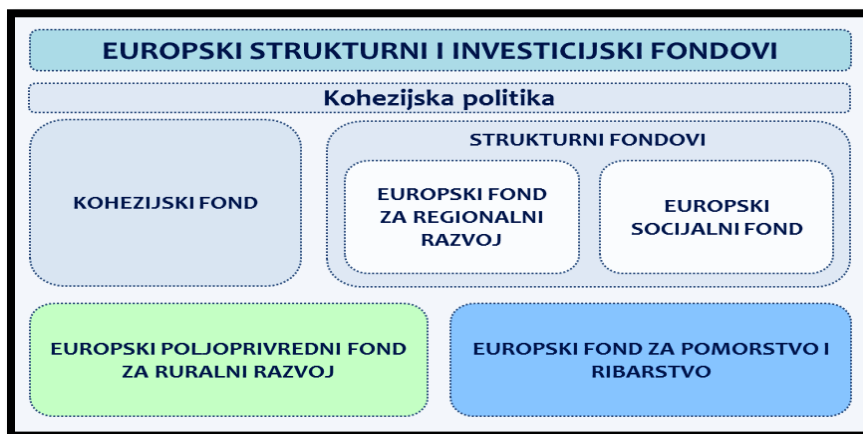 EUROPSKI STRUKTURNI I INVESTICIJSKI FONDOVI
Kohezijska politika
KOHEZIJSKI FOND
STRUKTURNI FONDOVI
EUROPSKI FOND
ZA REGIONALNI
RAZVOJ
EUROPSKI
SOCIJALNI FOND
EUROPSKI POLJOPRIVREDNI FOND
ZA RURALNI RAZVOJ
EUROPSKI FOND ZA POMORSTVO I
RIBARSTVO